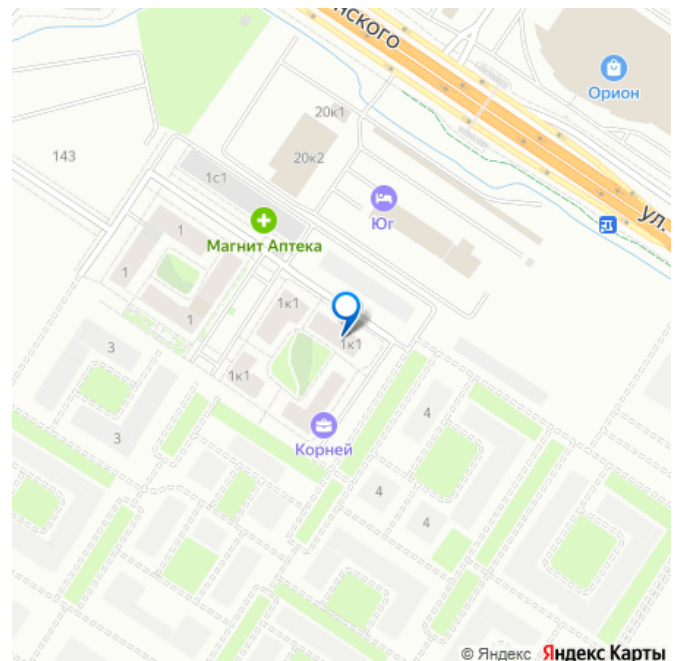 нского
Орион
20к1
20к2
143
1с1
Юг
ул.
Магнит Аптека
1
1
1
1к1
1к1
1к1
3
3
Корней
4
4
4
© Яндекс Яндекс Карты